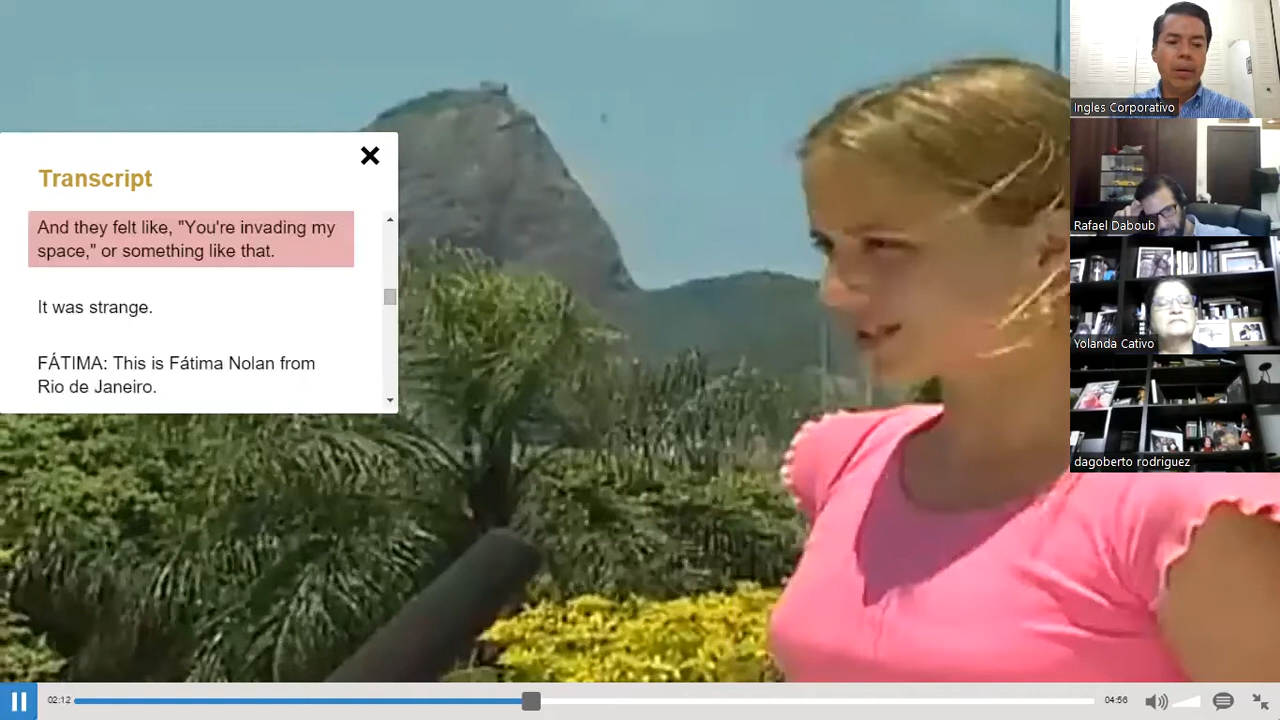 Transcript
And they felt like, "You're invading my
space," or something like that.
It was strange.
FÁTIMA: This is Fátima Nolan from
Rio de Janeiro.
Ingles Corporativo
Rafael Daboub
Yolanda Cativo
dagoberto rodriguez
02:12
04:56